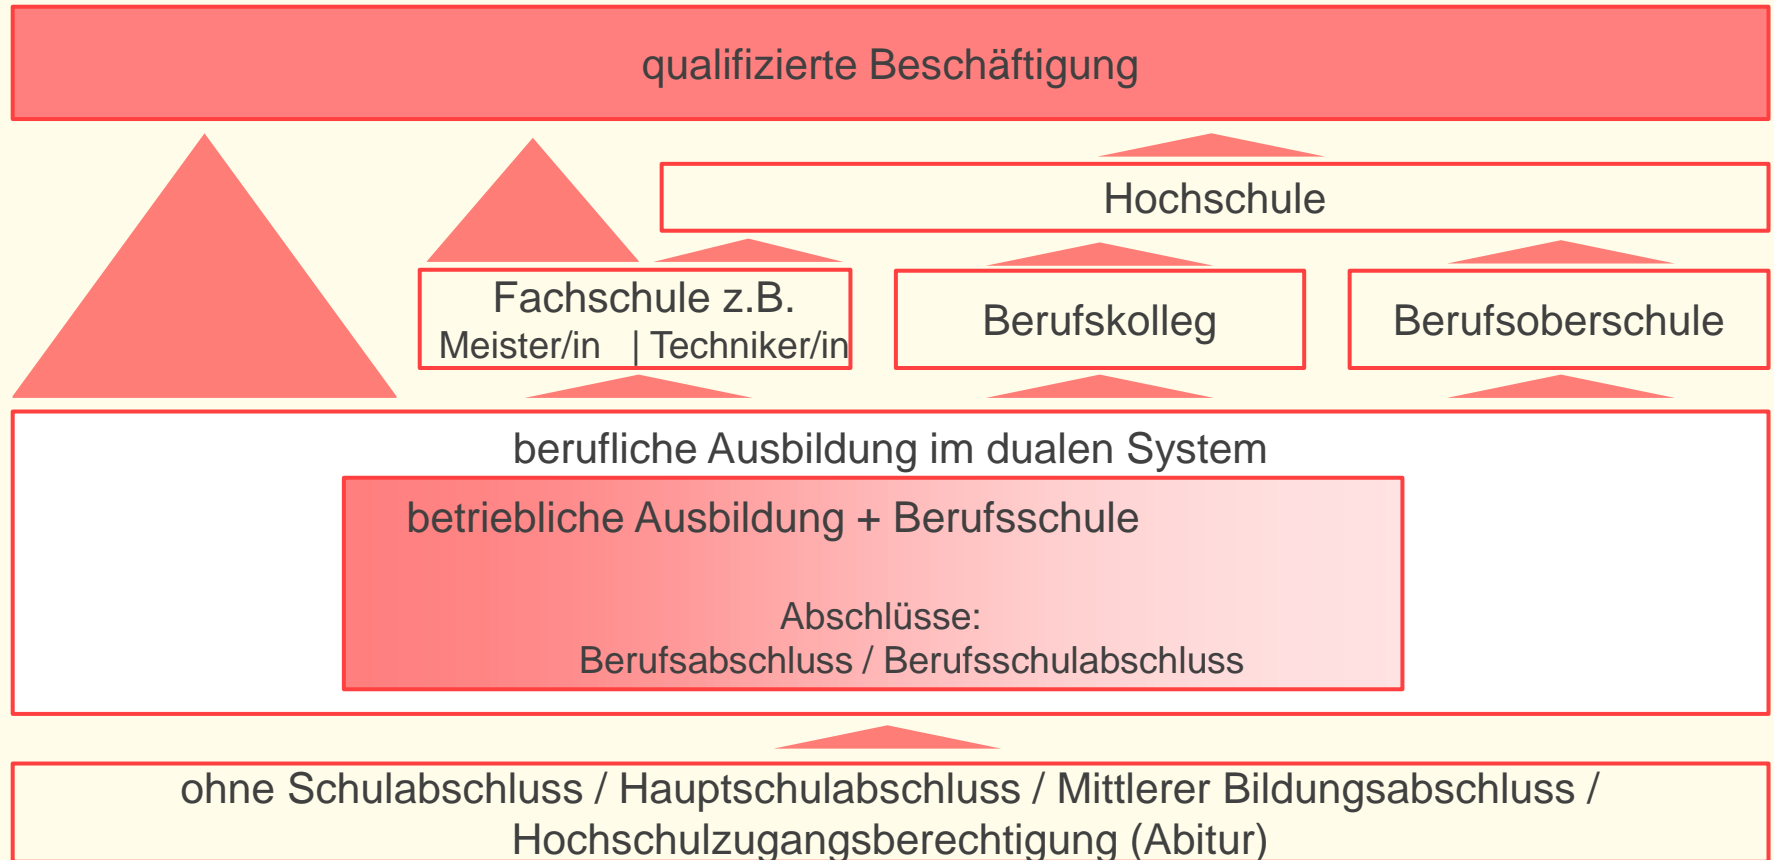 qualifizierte Beschäftigung
Hochschule
Fachschule z.B.
Meister/in | Techniker/in
Berufskolleg
Berufsoberschule
berufliche Ausbildung im dualen System
betriebliche Ausbildung + Berufsschule
Abschlüsse:
Berufsabschluss / Berufsschulabschluss
ohne Schulabschluss / Hauptschulabschluss / Mittlerer Bildungsabschluss /
Hochschulzugangsberechtigung (Abitur)